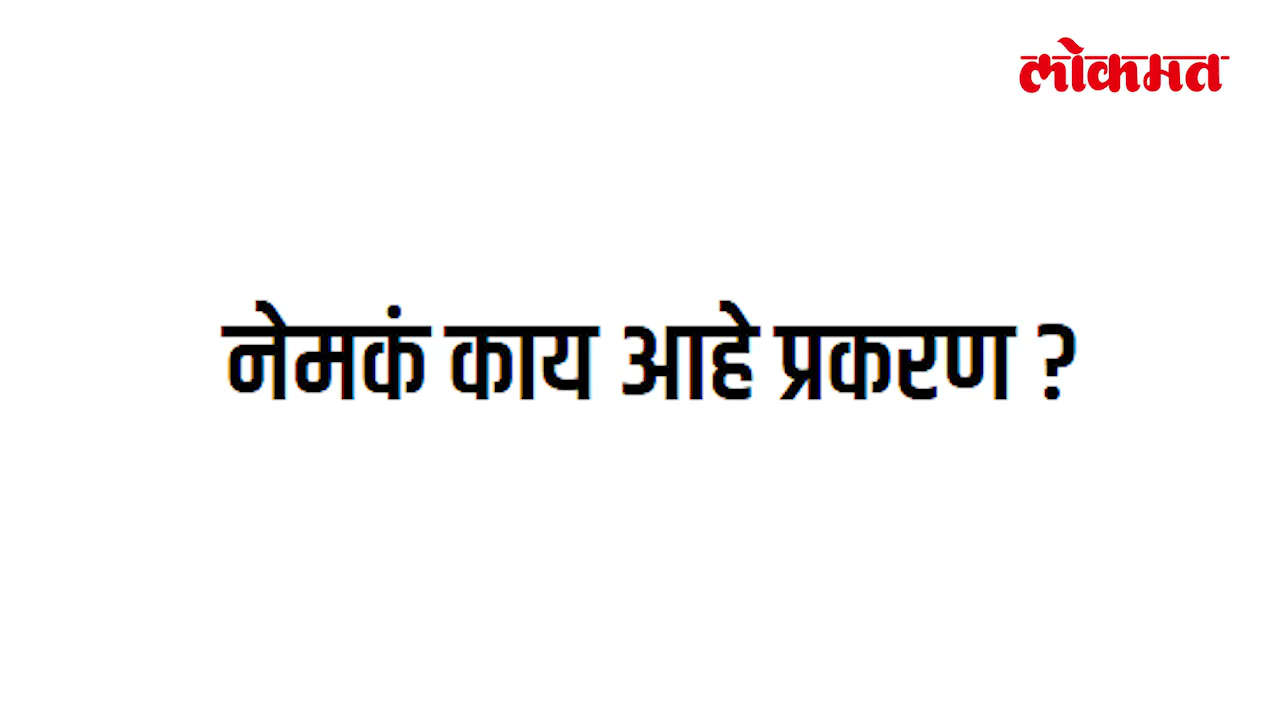 लोकमत
नेमकं काय आहे प्रकरण ?